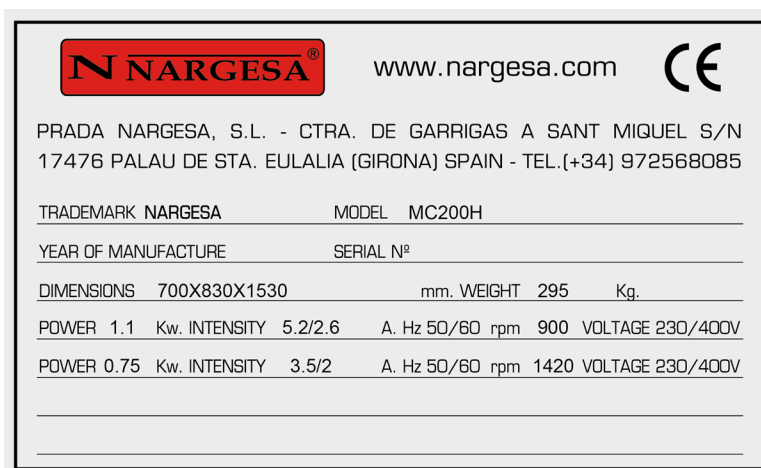 N NARGESA® www.nargesa.com CE
PRADA NARGESA, S.L. - CTRA. DE GARRIGAS A SANT MIQUEL S/N
17476 PALAU DE STA. EULALIA (GIRONA) SPAIN - TEL.(+34) 972568085
TRADEMARK NARGESA MODEL MC200H
YEAR OF MANUFACTURE SERIAL Nº
DIMENSIONS 700X830X1530 mm. WEIGHT 295 Kg.
POWER 1.1 Kw. INTENSITY 5.2/2.6 A. Hz 50/60 rpm 900 VOLTAGE 230/400V
POWER 0.75 Kw. INTENSITY 3.5/2 A. Hz 50/60 rpm 1420 VOLTAGE 230/400V